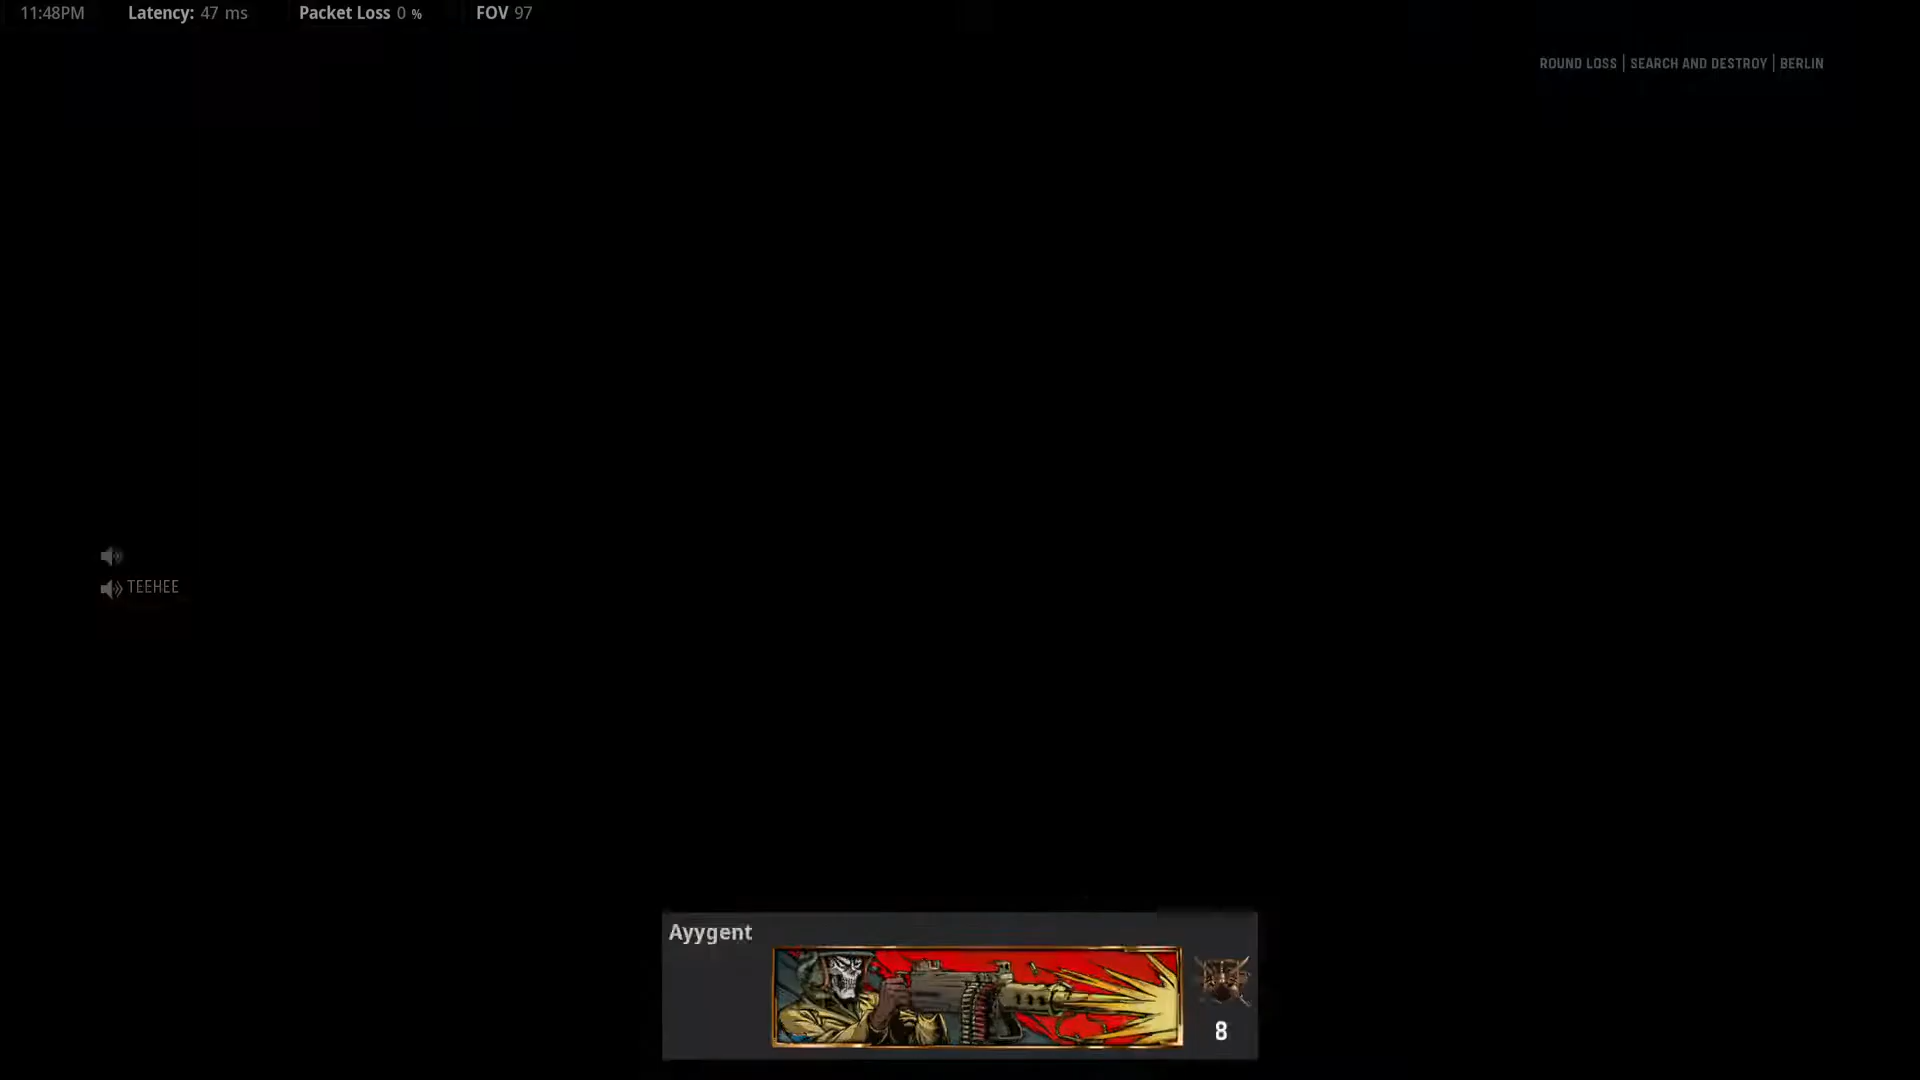 11:48PM Latency: 47 ms Packet Loss 0 % FOV 97
ROUND LOSS | SEARCH AND DESTROY | BERLIN
TEEHEE
Ayygent
8